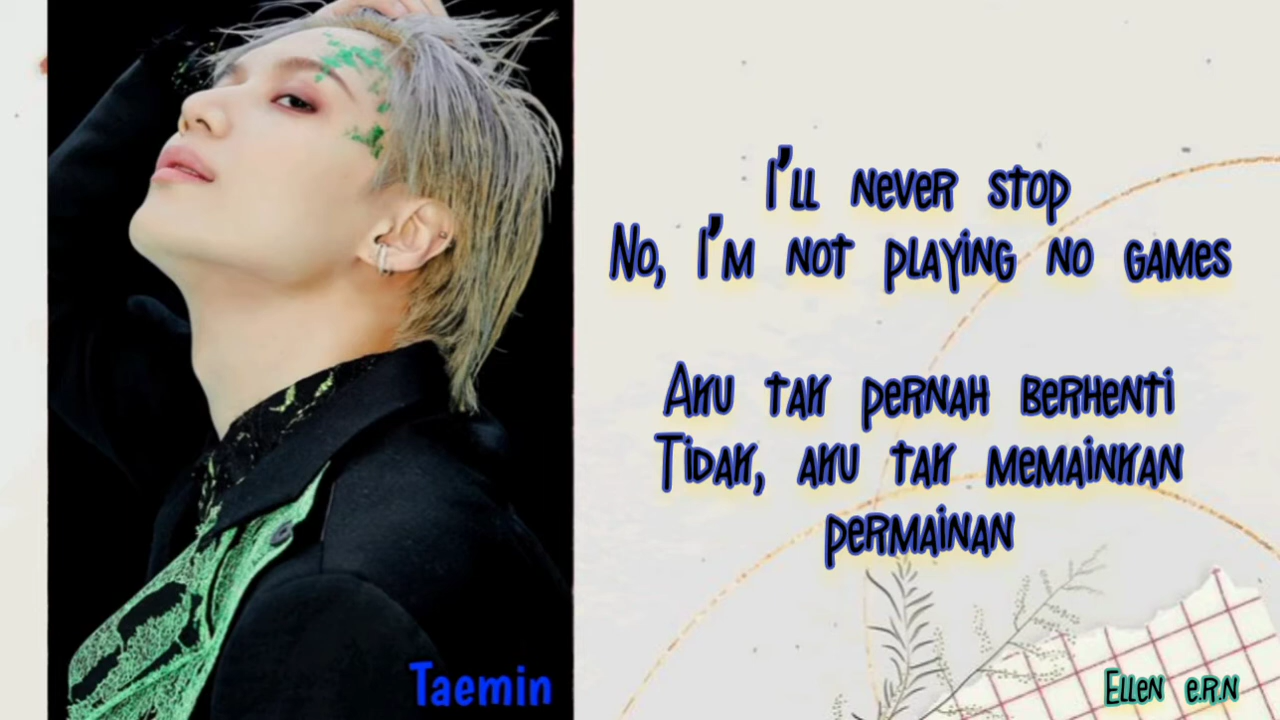 I'll never stop
No, I'm not playing no games
Aku tak pernah berhenti
Tidak, aku tak memainkan
permainan
Taemin
Ellen e.r.n